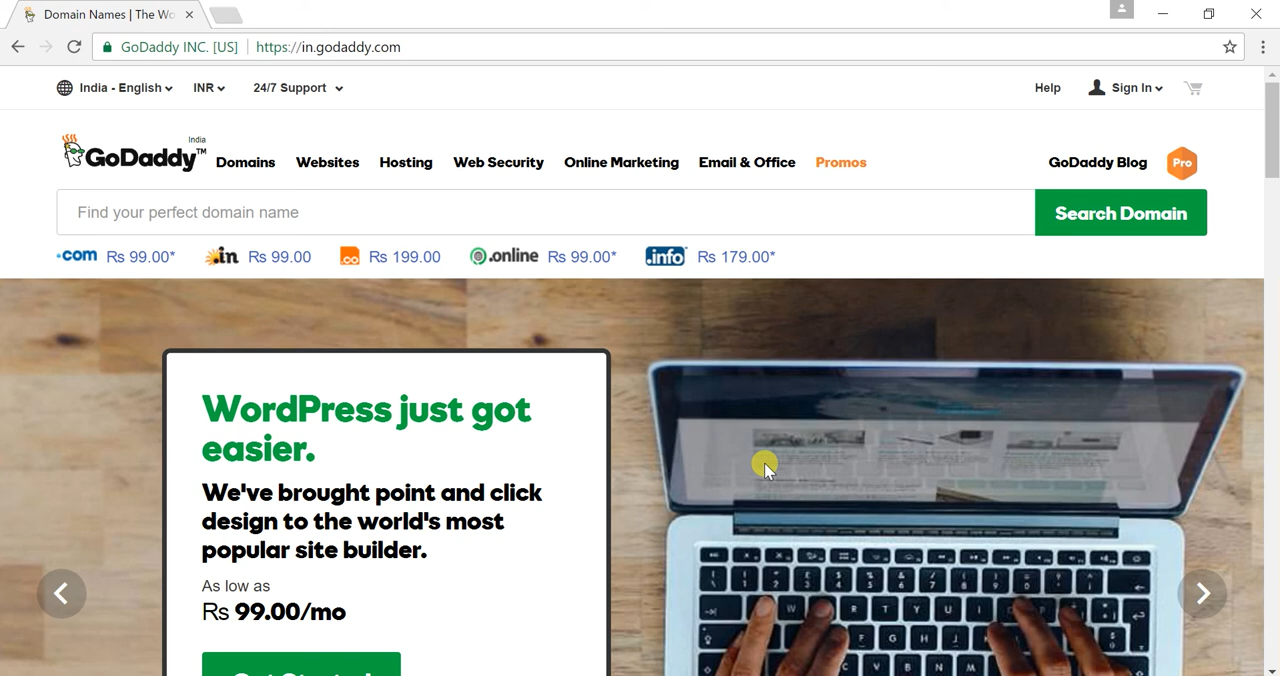 Domain Names | The Wo
GoDaddy INC. [US] https://in.godaddy.com
India - English INR 24/7 Support Help Sign In
India
GoDaddy™ Domains Websites Hosting Web Security Online Marketing Email & Office Promos GoDaddy Blog Pro
Find your perfect domain name Search Domain
.com Rs 99.00* .in Rs 99.00 Rs 199.00 .online Rs 99.00* .info Rs 179.00*
WordPress just got
easier.
We've brought point and click
design to the world's most
popular site builder.
As low as
Rs 99.00/mo